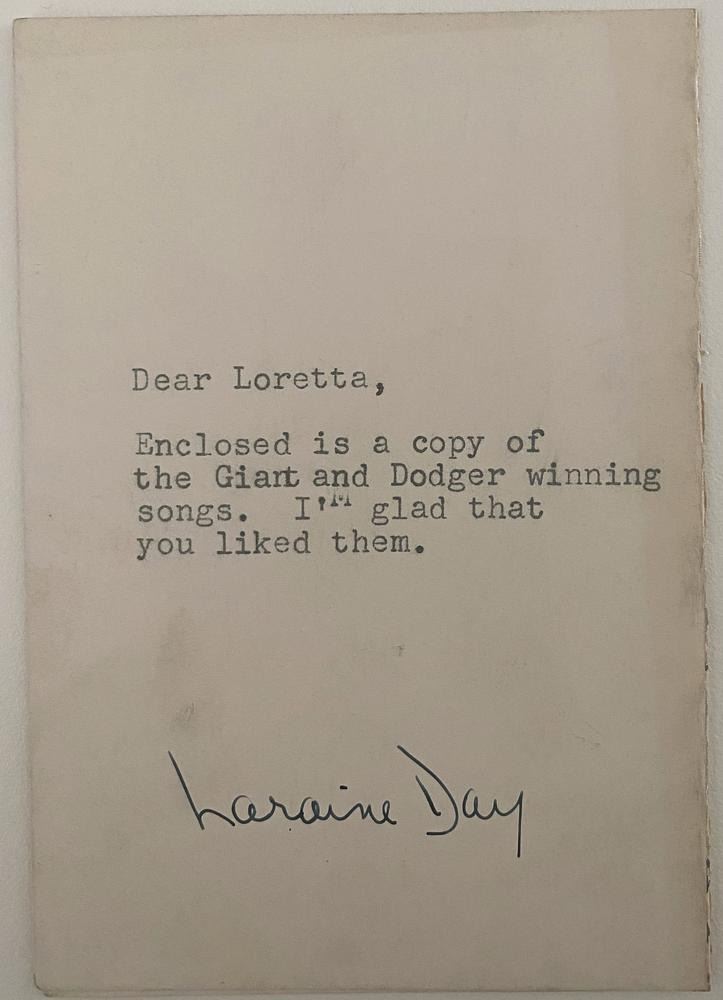 Dear Loretta,
Enclosed is a copy of
the Giant and Dodger winning
songs. I'M glad that
you liked them.
Laraine Day